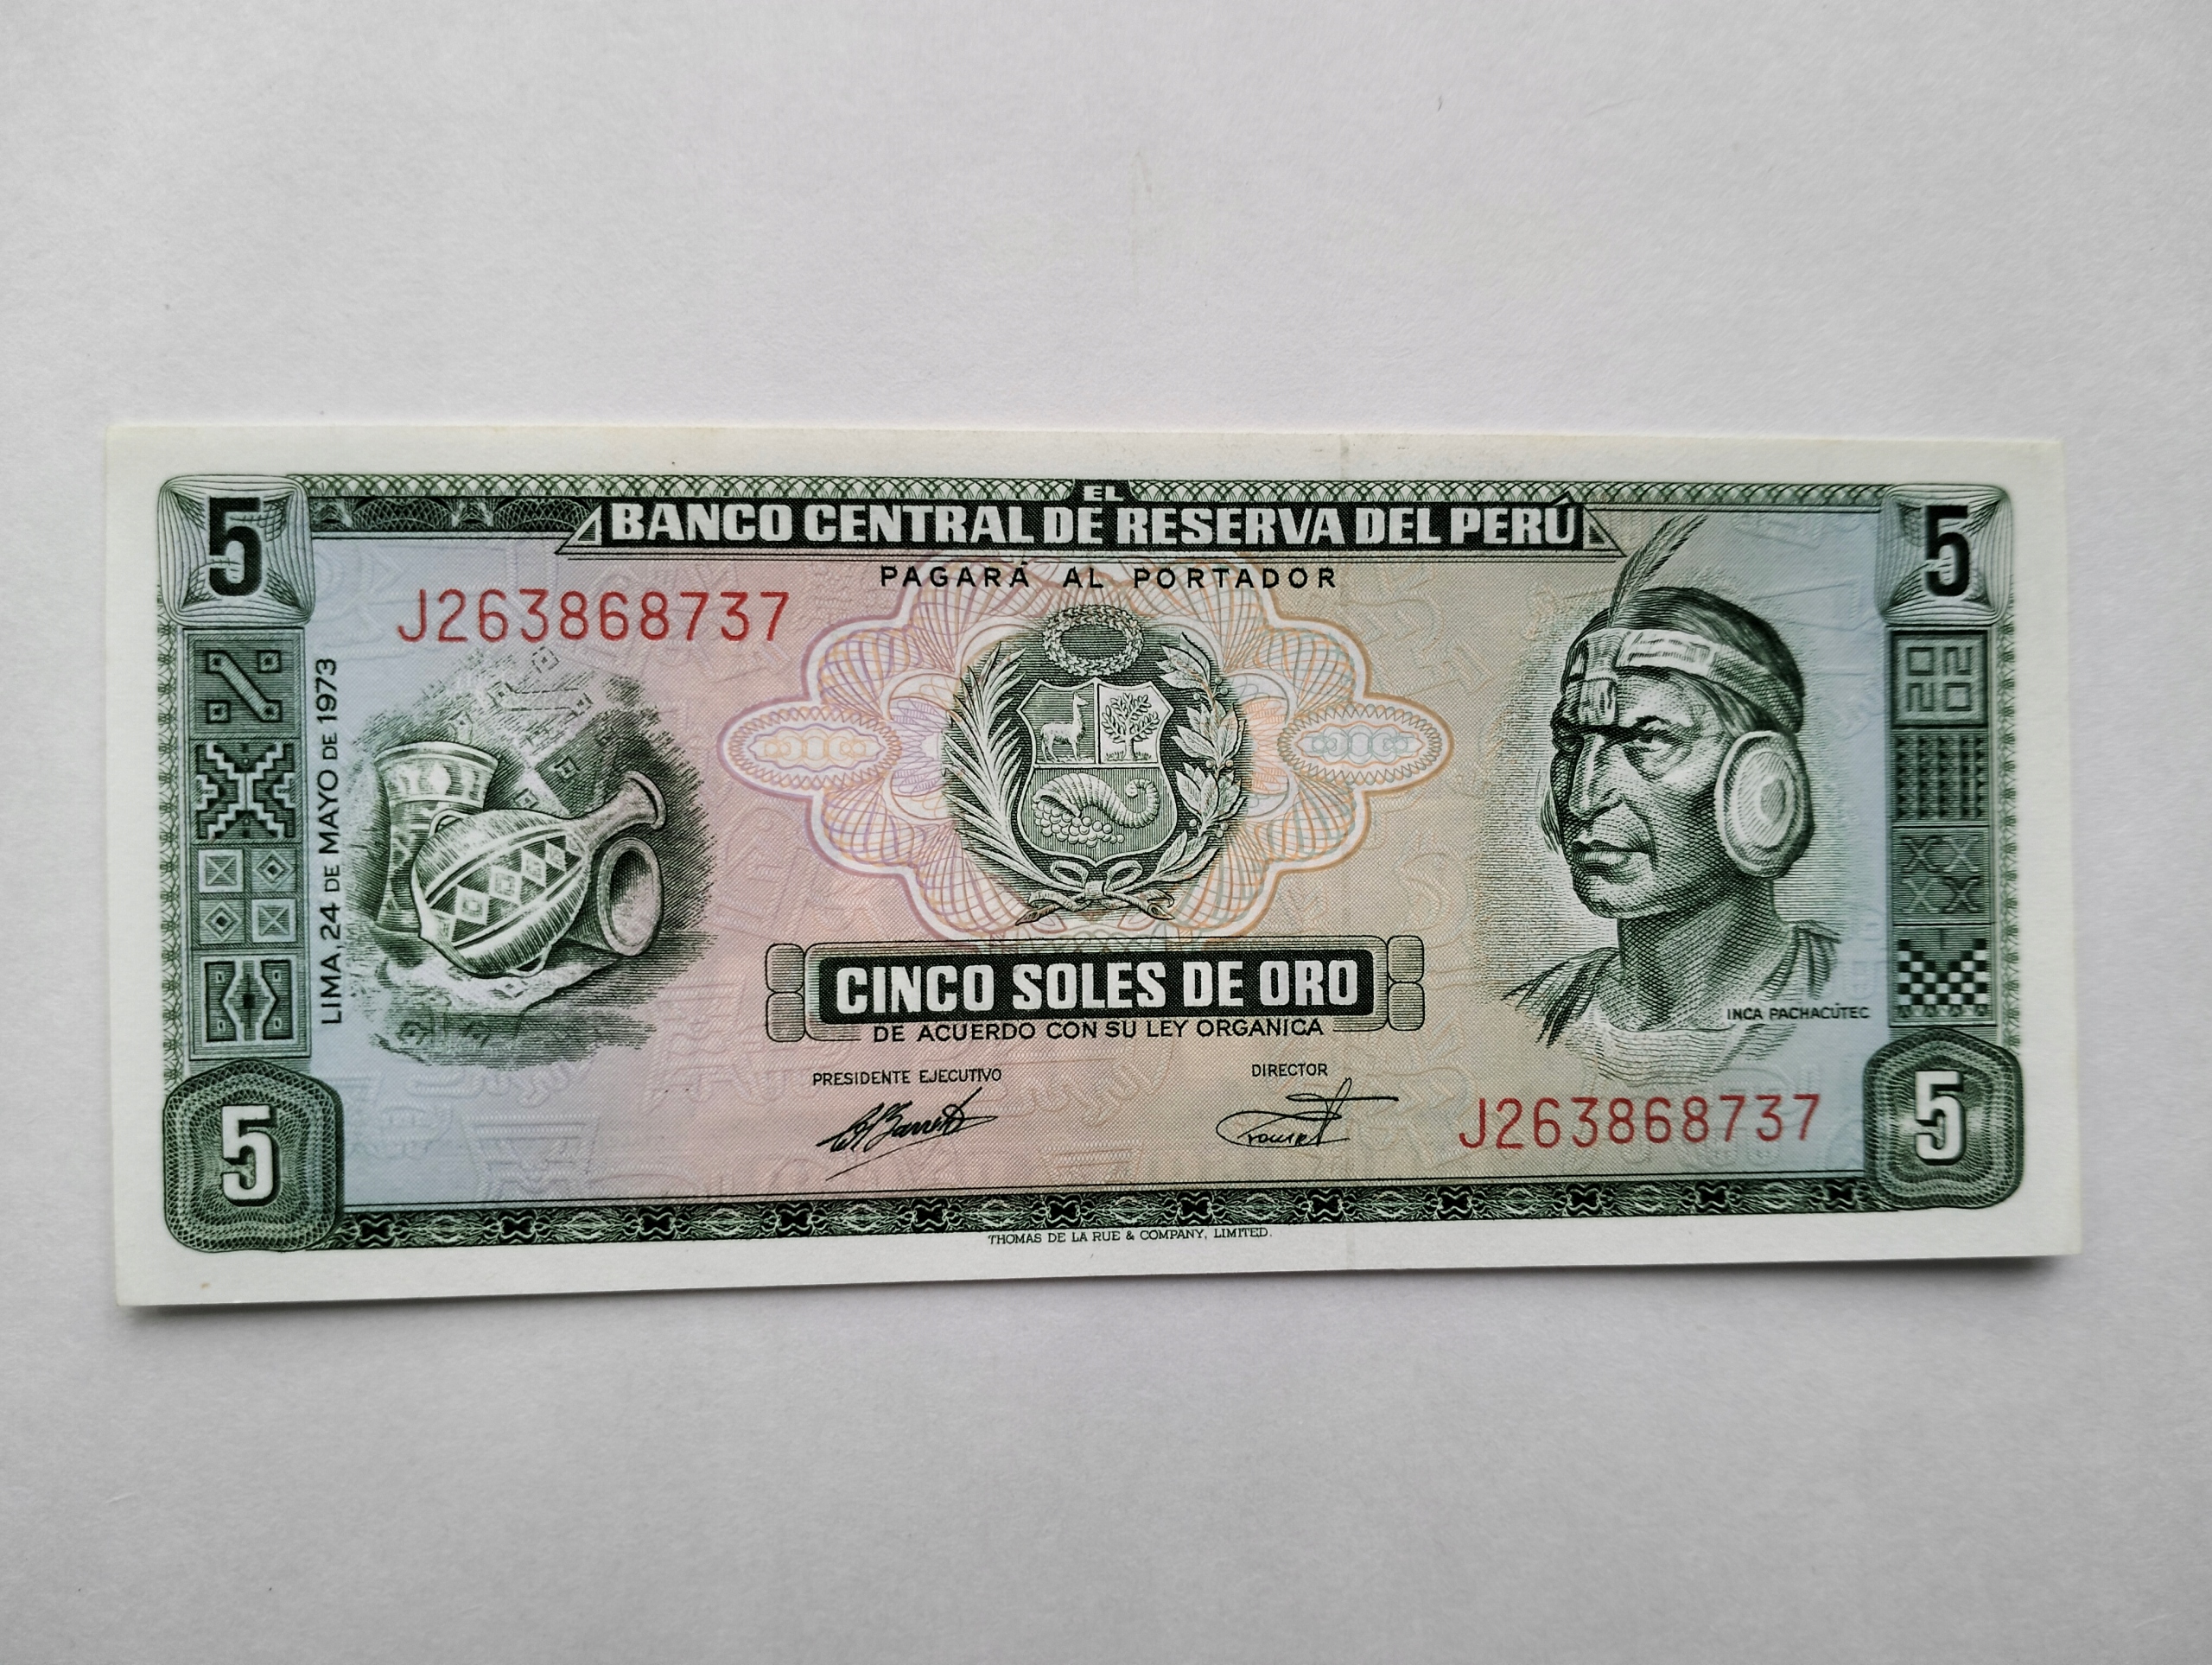 5
EL
BANCO CENTRAL DE RESERVA DEL PERÚ
5
PAGARÁ AL PORTADOR
J263868737
LIMA, 24 DE MAYO DE 1973
CINCO SOLES DE ORO
DE ACUERDO CON SU LEY ORGANICA
INCA PACHACÚTEC
PRESIDENTE EJECUTIVO
DIRECTOR
J263868737
5
5
THOMAS DE LA RUE & COMPANY, LIMITED.